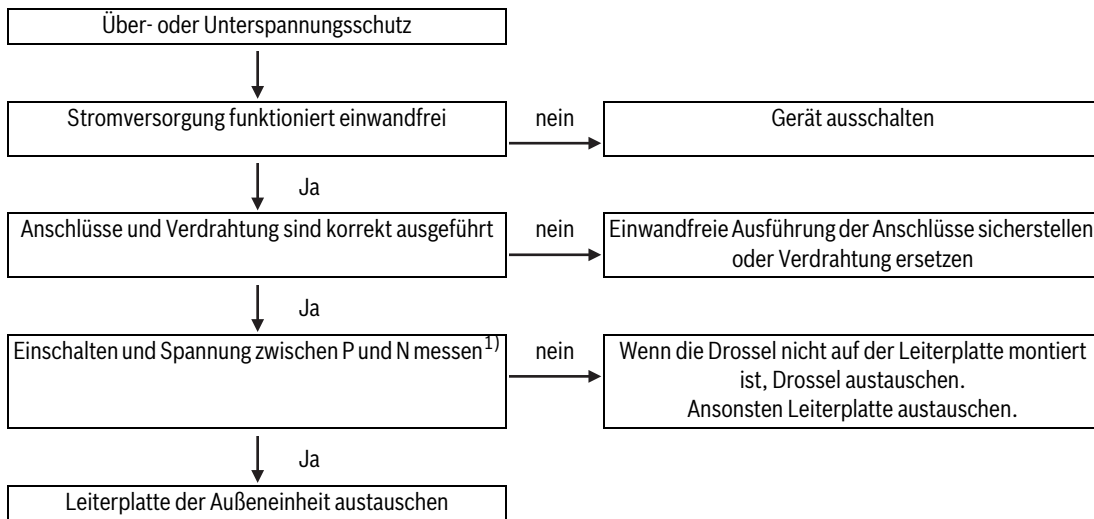 Über- oder Unterspannungsschutz
Stromversorgung funktioniert einwandfrei
nein
Gerät ausschalten
Ja
Anschlüsse und Verdrahtung sind korrekt ausgeführt
nein
Einwandfreie Ausführung der Anschlüsse sicherstellen
oder Verdrahtung ersetzen
Ja
Einschalten und Spannung zwischen P und N messen1)
nein
Wenn die Drossel nicht auf der Leiterplatte montiert
ist, Drossel austauschen.
Ansonsten Leiterplatte austauschen.
Ja
Leiterplatte der Außeneinheit austauschen